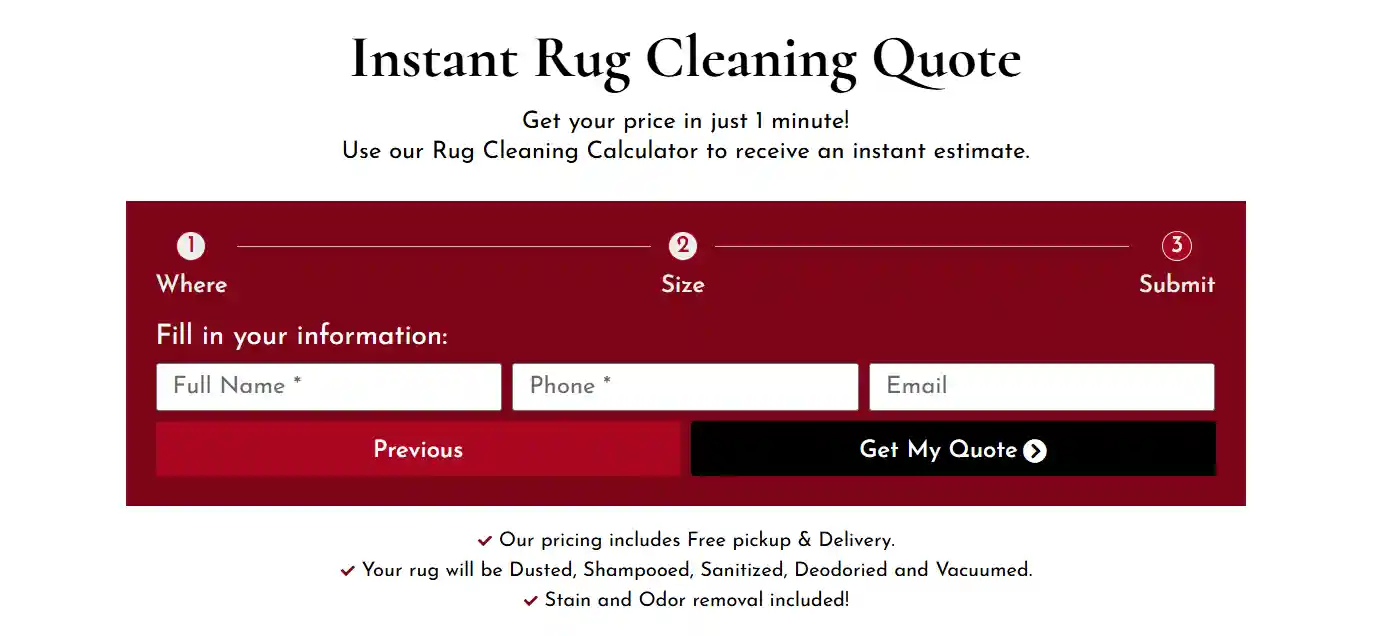 Instant Rug Cleaning Quote
Get your price in just 1 minute!
Use our Rug Cleaning Calculator to receive an instant estimate.
1 2 3
Where Size Submit
Fill in your information:
Full Name * Phone * Email
Previous Get My Quote
Our pricing includes Free pickup & Delivery.
Your rug will be Dusted, Shampooed, Sanitized, Deodoried and Vacuumed.
Stain and Odor removal included!